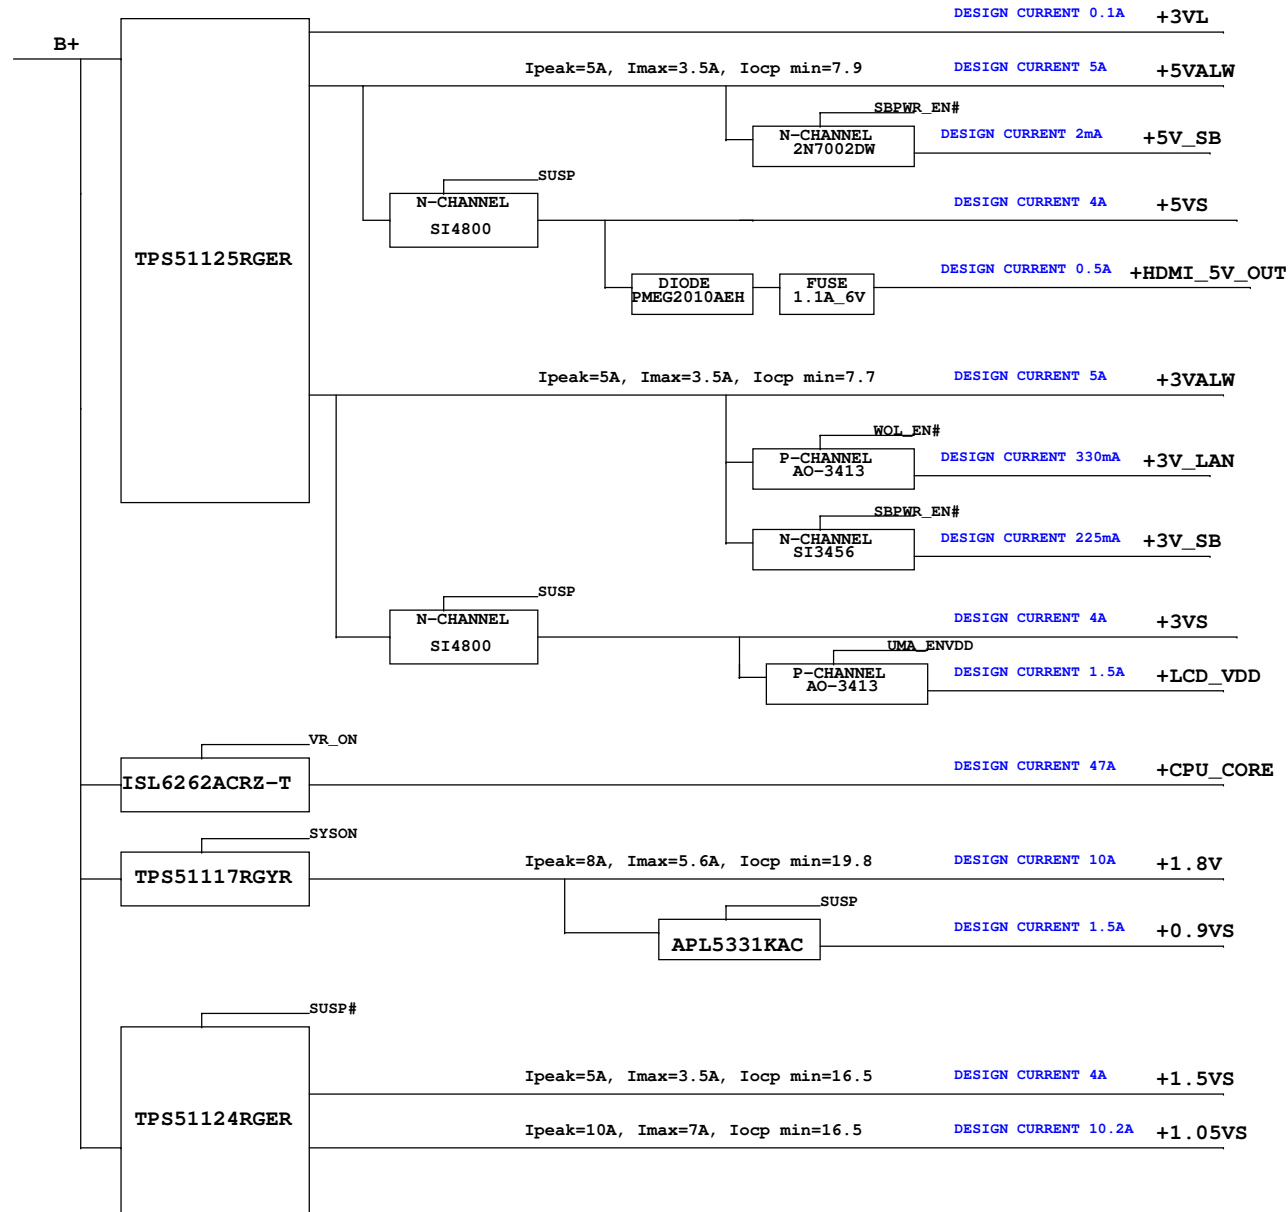 DESIGN CURRENT 0.1A +3VL
B+
Ipeak=5A, Imax=3.5A, Iocp min=7.9 DESIGN CURRENT 5A +5VALW
SBPWR_EN#
N-CHANNEL
2N7002DW
DESIGN CURRENT 2mA +5V_SB
SUSP
N-CHANNEL
SI4800
DESIGN CURRENT 4A +5VS
TPS51125RGER
DIODE
PMEG2010AEH
FUSE
1.1A_6V
DESIGN CURRENT 0.5A +HDMI_5V_OUT
Ipeak=5A, Imax=3.5A, Iocp min=7.7 DESIGN CURRENT 5A +3VALW
WOL_EN#
P-CHANNEL
AO-3413
DESIGN CURRENT 330mA +3V_LAN
SBPWR_EN#
N-CHANNEL
SI3456
DESIGN CURRENT 225mA +3V_SB
SUSP
N-CHANNEL
SI4800
DESIGN CURRENT 4A +3VS
UMA_ENVDD
P-CHANNEL
AO-3413
DESIGN CURRENT 1.5A +LCD_VDD
VR_ON
ISL6262ACRZ-T
DESIGN CURRENT 47A +CPU_CORE
SYSON
TPS51117RGYR
Ipeak=8A, Imax=5.6A, Iocp min=19.8 DESIGN CURRENT 10A +1.8V
SUSP
APL5331KAC
DESIGN CURRENT 1.5A +0.9VS
SUSP#
TPS51124RGER
Ipeak=5A, Imax=3.5A, Iocp min=16.5 DESIGN CURRENT 4A +1.5VS
Ipeak=10A, Imax=7A, Iocp min=16.5 DESIGN CURRENT 10.2A +1.05VS